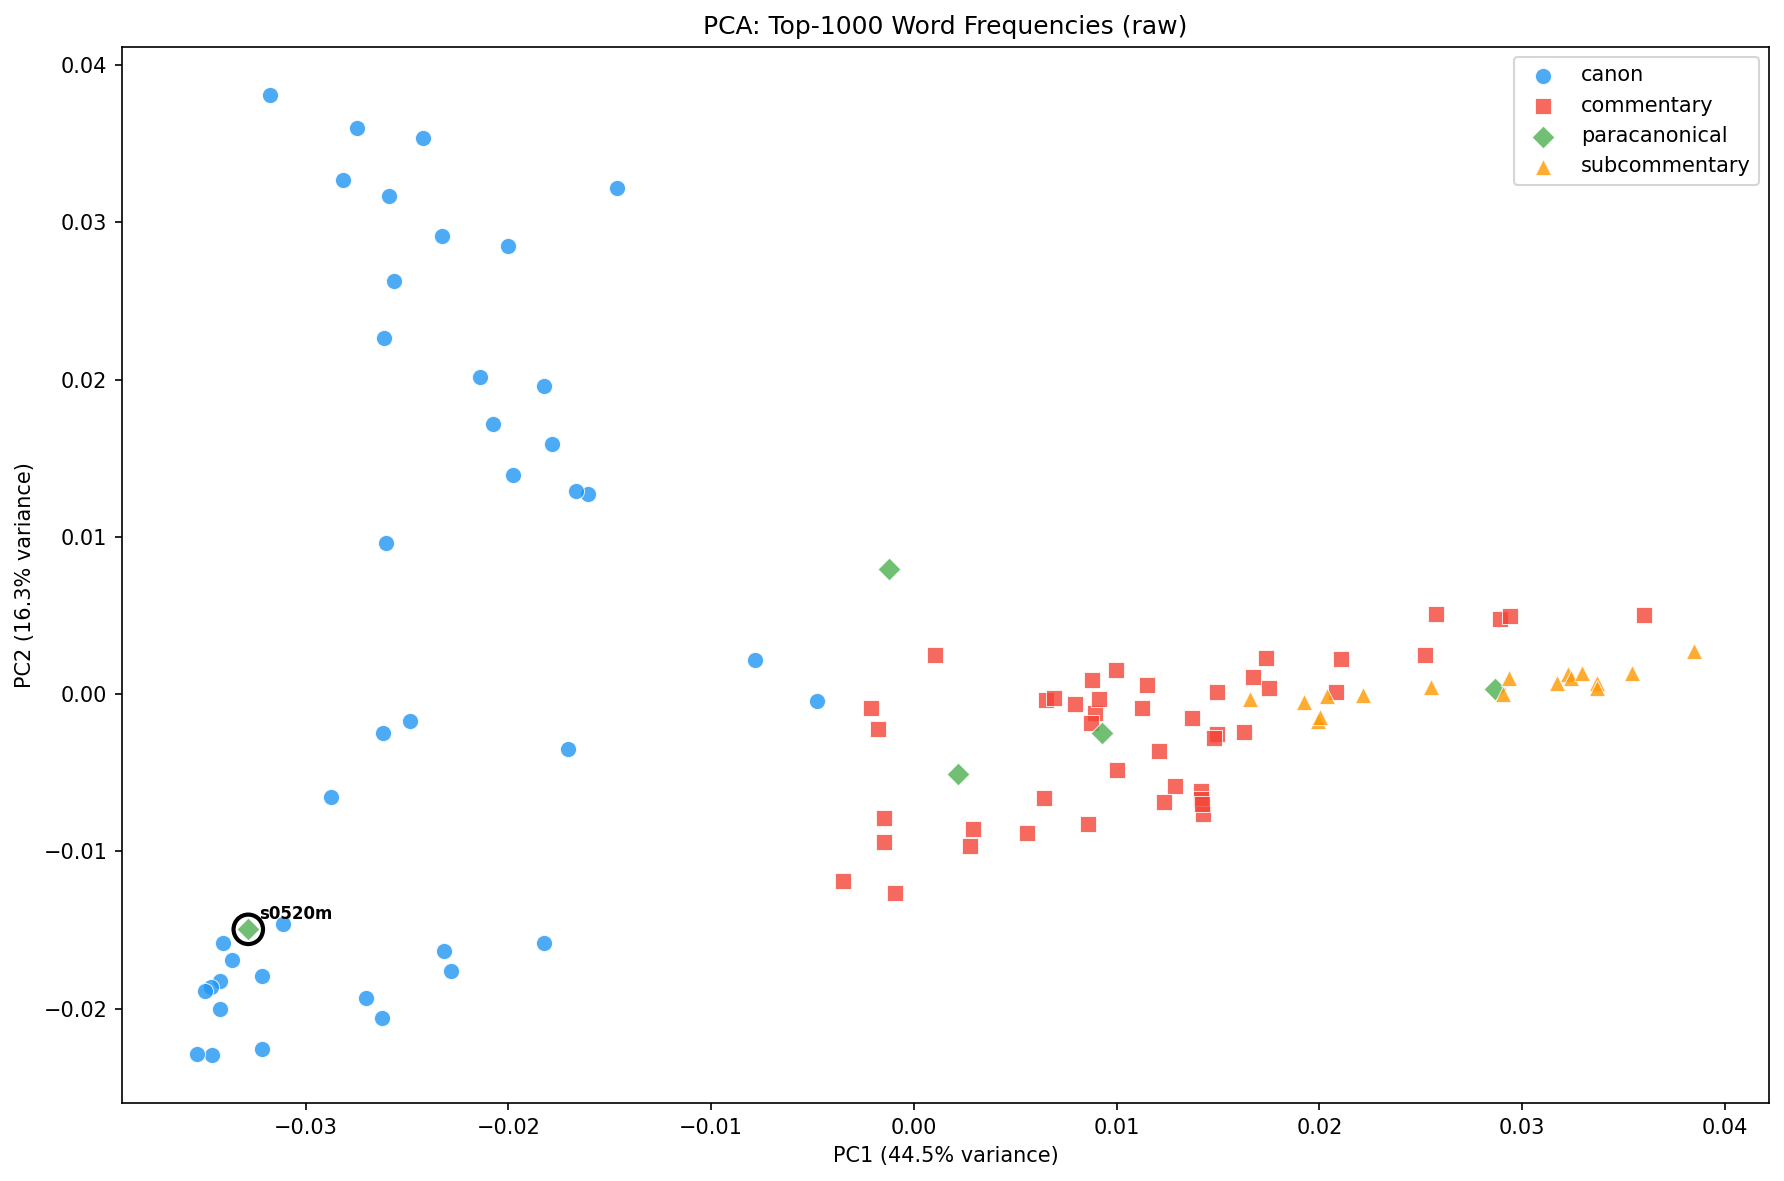 PCA: Top-1000 Word Frequencies (raw)
canon
commentary
paracanonical
subcommentary
0.04
0.03
0.02
0.01
0.00
−0.01
−0.02
PC2 (16.3% variance)
s0520m
−0.03
−0.02
−0.01
0.00
0.01
0.02
0.03
0.04
PC1 (44.5% variance)